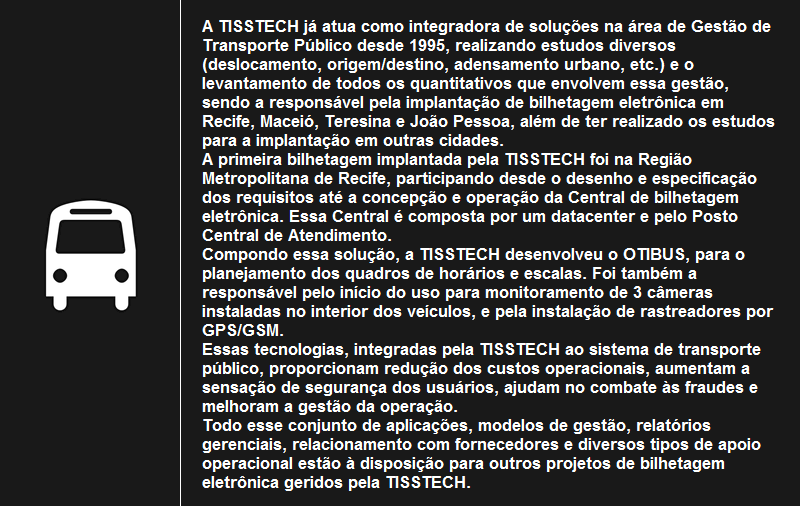 A TISSTECH já atua como integradora de soluções na área de Gestão de
Transporte Público desde 1995, realizando estudos diversos
(deslocamento, origem/destino, adensamento urbano, etc.) e o
levantamento de todos os quantitativos que envolvem essa gestão,
sendo a responsável pela implantação de bilhetagem eletrônica em
Recife, Maceió, Teresina e João Pessoa, além de ter realizado os estudos
para a implantação em outras cidades.
A primeira bilhetagem implantada pela TISSTECH foi na Região
Metropolitana de Recife, participando desde o desenho e especificação
dos requisitos até a concepção e operação da Central de bilhetagem
eletrônica. Essa Central é composta por um datacenter e pelo Posto
Central de Atendimento.
Compondo essa solução, a TISSTECH desenvolveu o OTIBUS, para o
planejamento dos quadros de horários e escalas. Foi também a
responsável pelo início do uso para monitoramento de 3 câmeras
instaladas no interior dos veículos, e pela instalação de rastreadores por
GPS/GSM.
Essas tecnologias, integradas pela TISSTECH ao sistema de transporte
público, proporcionam redução dos custos operacionais, aumentam a
sensação de segurança dos usuários, ajudam no combate às fraudes e
melhoram a gestão da operação.
Todo esse conjunto de aplicações, modelos de gestão, relatórios
gerenciais, relacionamento com fornecedores e diversos tipos de apoio
operacional estão à disposição para outros projetos de bilhetagem
eletrônica geridos pela TISSTECH.